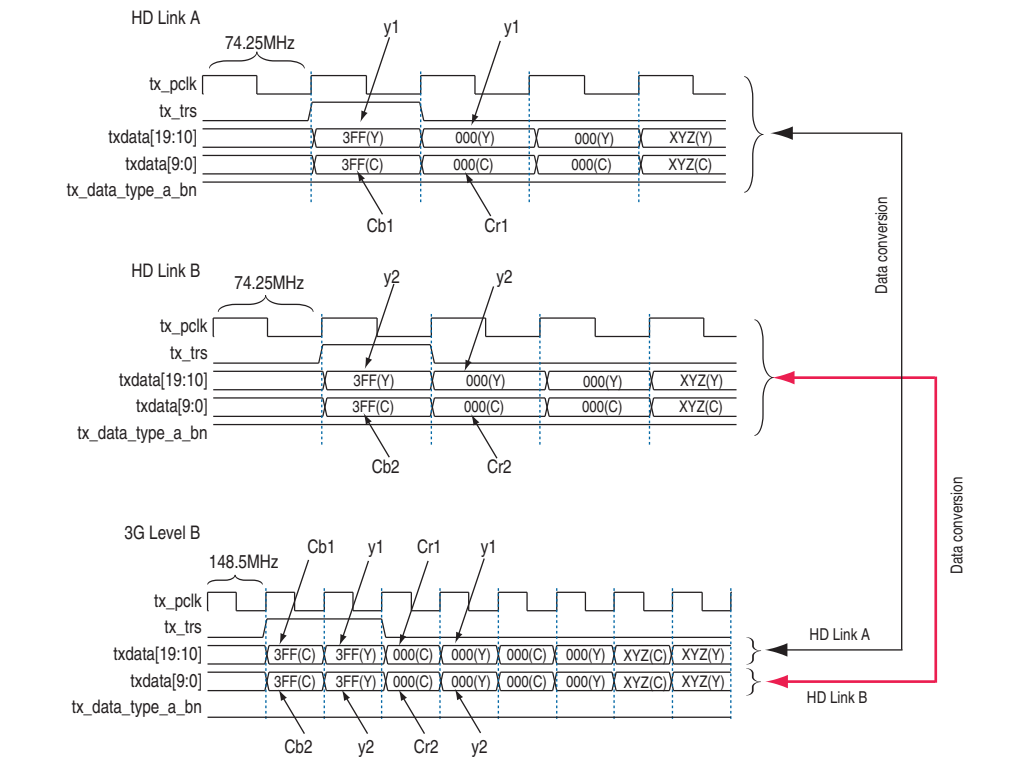 HD Link A
y1 y1
74.25MHz
tx_pclk
tx_trs
txdata[19:10] 3FF(Y) 000(Y) 000(Y) XYZ(Y)
txdata[9:0] 3FF(C) 000(C) 000(C) XYZ(C)
tx_data_type_a_bn
Cb1 Cr1
Data conversion
HD Link B
y2 y2
74.25MHz
tx_pclk
tx_trs
txdata[19:10] 3FF(Y) 000(Y) 000(Y) XYZ(Y)
txdata[9:0] 3FF(C) 000(C) 000(C) XYZ(C)
tx_data_type_a_bn
Cb2 Cr2
Data conversion
3G Level B
Cb1 y1 Cr1 y1
148.5MHz
tx_pclk
tx_trs
HD Link A
txdata[19:10] 3FF(C) 3FF(Y) 000(C) 000(Y) 000(C) 000(Y) XYZ(C) XYZ(Y)
txdata[9:0] 3FF(C) 3FF(Y) 000(C) 000(Y) 000(C) 000(Y) XYZ(C) XYZ(Y)
HD Link B
tx_data_type_a_bn
Cb2 y2 Cr2 y2